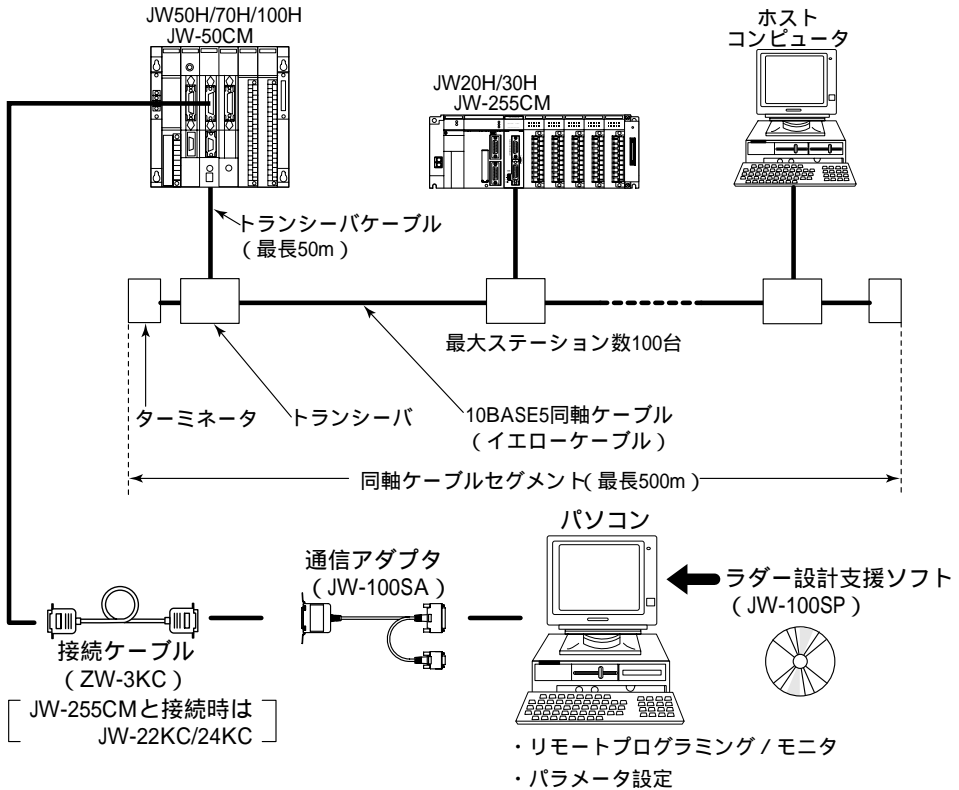 JW50H/70H/100H
JW-50CM
JW20H/30H
JW-255CM
ホスト
コンピュータ
トランシーバケーブル
(最長50m)
最大ステーション数100台
ターミネータ
トランシーバ
10BASE5同軸ケーブル
(イエローケーブル)
同軸ケーブルセグメント(最長500m)
パソコン
通信アダプタ
(JW-100SA)
ラダー設計支援ソフト
(JW-100SP)
接続ケーブル
(ZW-3KC)
JW-255CMと接続時は
JW-22KC/24KC
・リモートプログラミング/モニタ
・パラメータ設定